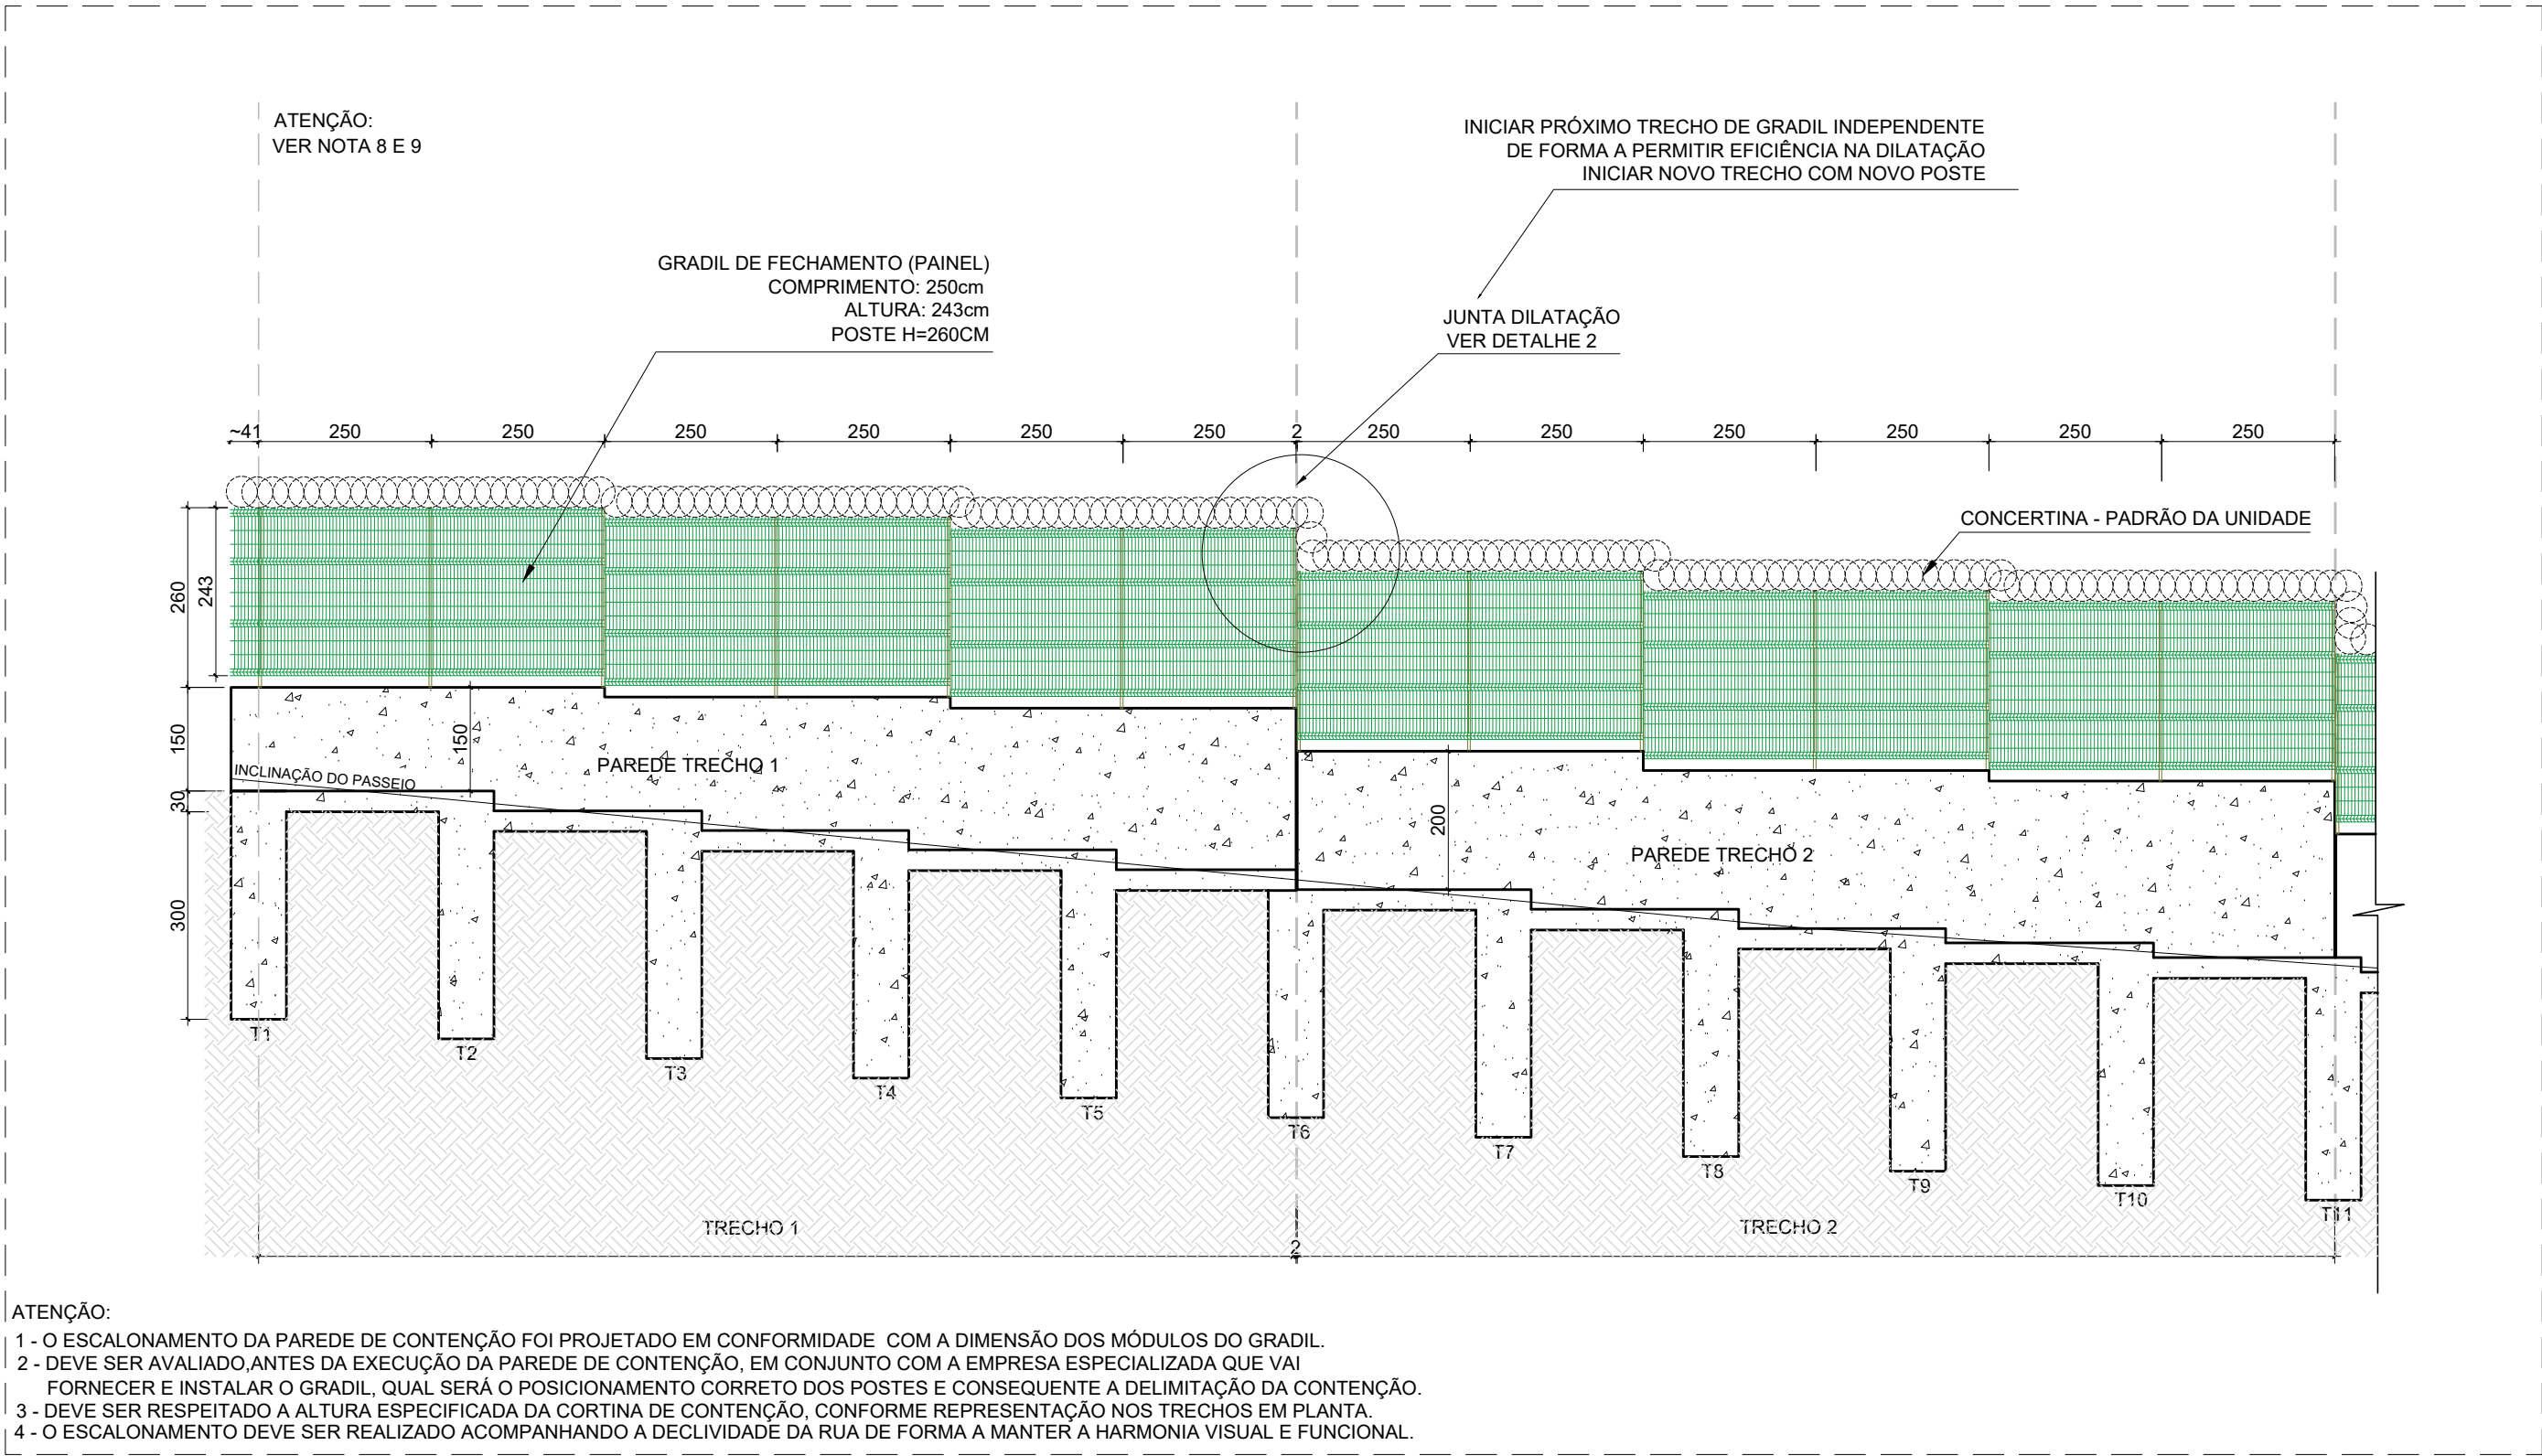 ATENÇÃO:
VER NOTA 8 E 9
INICIAR PRÓXIMO TRECHO DE GRADIL INDEPENDENTE
DE FORMA A PERMITIR EFICIÊNCIA NA DILATAÇÃO
INICIAR NOVO TRECHO COM NOVO POSTE
GRADIL DE FECHAMENTO (PAINEL)
COMPRIMENTO: 250cm
ALTURA: 243cm
POSTE H=260CM
JUNTA DILATAÇÃO
VER DETALHE 2
~41 250 250 250 250 250 250 2 250 250 250 250 250 250
CONCERTINA - PADRÃO DA UNIDADE
260
243
150
150
PAREDE TRECHO 1
INCLINAÇÃO DO PASSEIO
30
200
PAREDE TRECHO 2
300
T1
T2
T3
T4
T5
T6
T7
T8
T9
T10
T11
TRECHO 1
TRECHO 2
2
ATENÇÃO:
1 - O ESCALONAMENTO DA PAREDE DE CONTENÇÃO FOI PROJETADO EM CONFORMIDADE COM A DIMENSÃO DOS MÓDULOS DO GRADIL.
2 - DEVE SER AVALIADO,ANTES DA EXECUÇÃO DA PAREDE DE CONTENÇÃO, EM CONJUNTO COM A EMPRESA ESPECIALIZADA QUE VAI
FORNECER E INSTALAR O GRADIL, QUAL SERÁ O POSICIONAMENTO CORRETO DOS POSTES E CONSEQUENTE A DELIMITAÇÃO DA CONTENÇÃO.
3 - DEVE SER RESPEITADO A ALTURA ESPECIFICADA DA CORTINA DE CONTENÇÃO, CONFORME REPRESENTAÇÃO NOS TRECHOS EM PLANTA.
4 - O ESCALONAMENTO DEVE SER REALIZADO ACOMPANHANDO A DECLIVIDADE DA RUA DE FORMA A MANTER A HARMONIA VISUAL E FUNCIONAL.